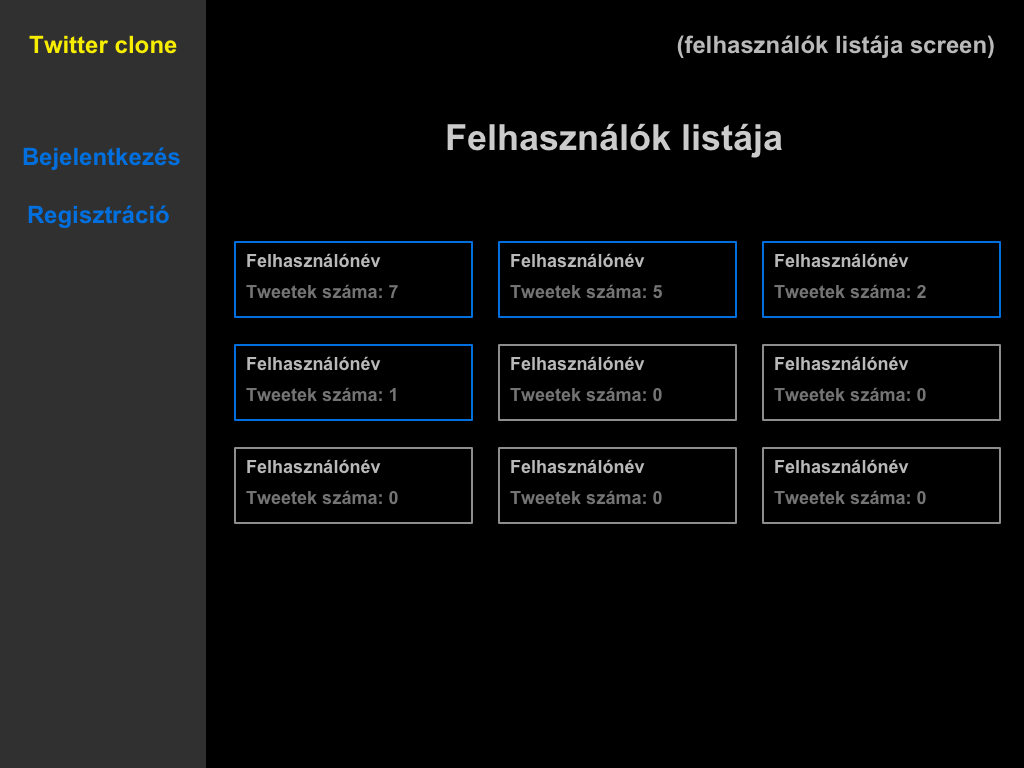 Twitter clone
(felhasználók listája screen)
Bejelentkezés
Regisztráció
Felhasználók listája
Felhasználónév
Tweetek száma: 7
Felhasználónév
Tweetek száma: 5
Felhasználónév
Tweetek száma: 2
Felhasználónév
Tweetek száma: 1
Felhasználónév
Tweetek száma: 0
Felhasználónév
Tweetek száma: 0
Felhasználónév
Tweetek száma: 0
Felhasználónév
Tweetek száma: 0
Felhasználónév
Tweetek száma: 0